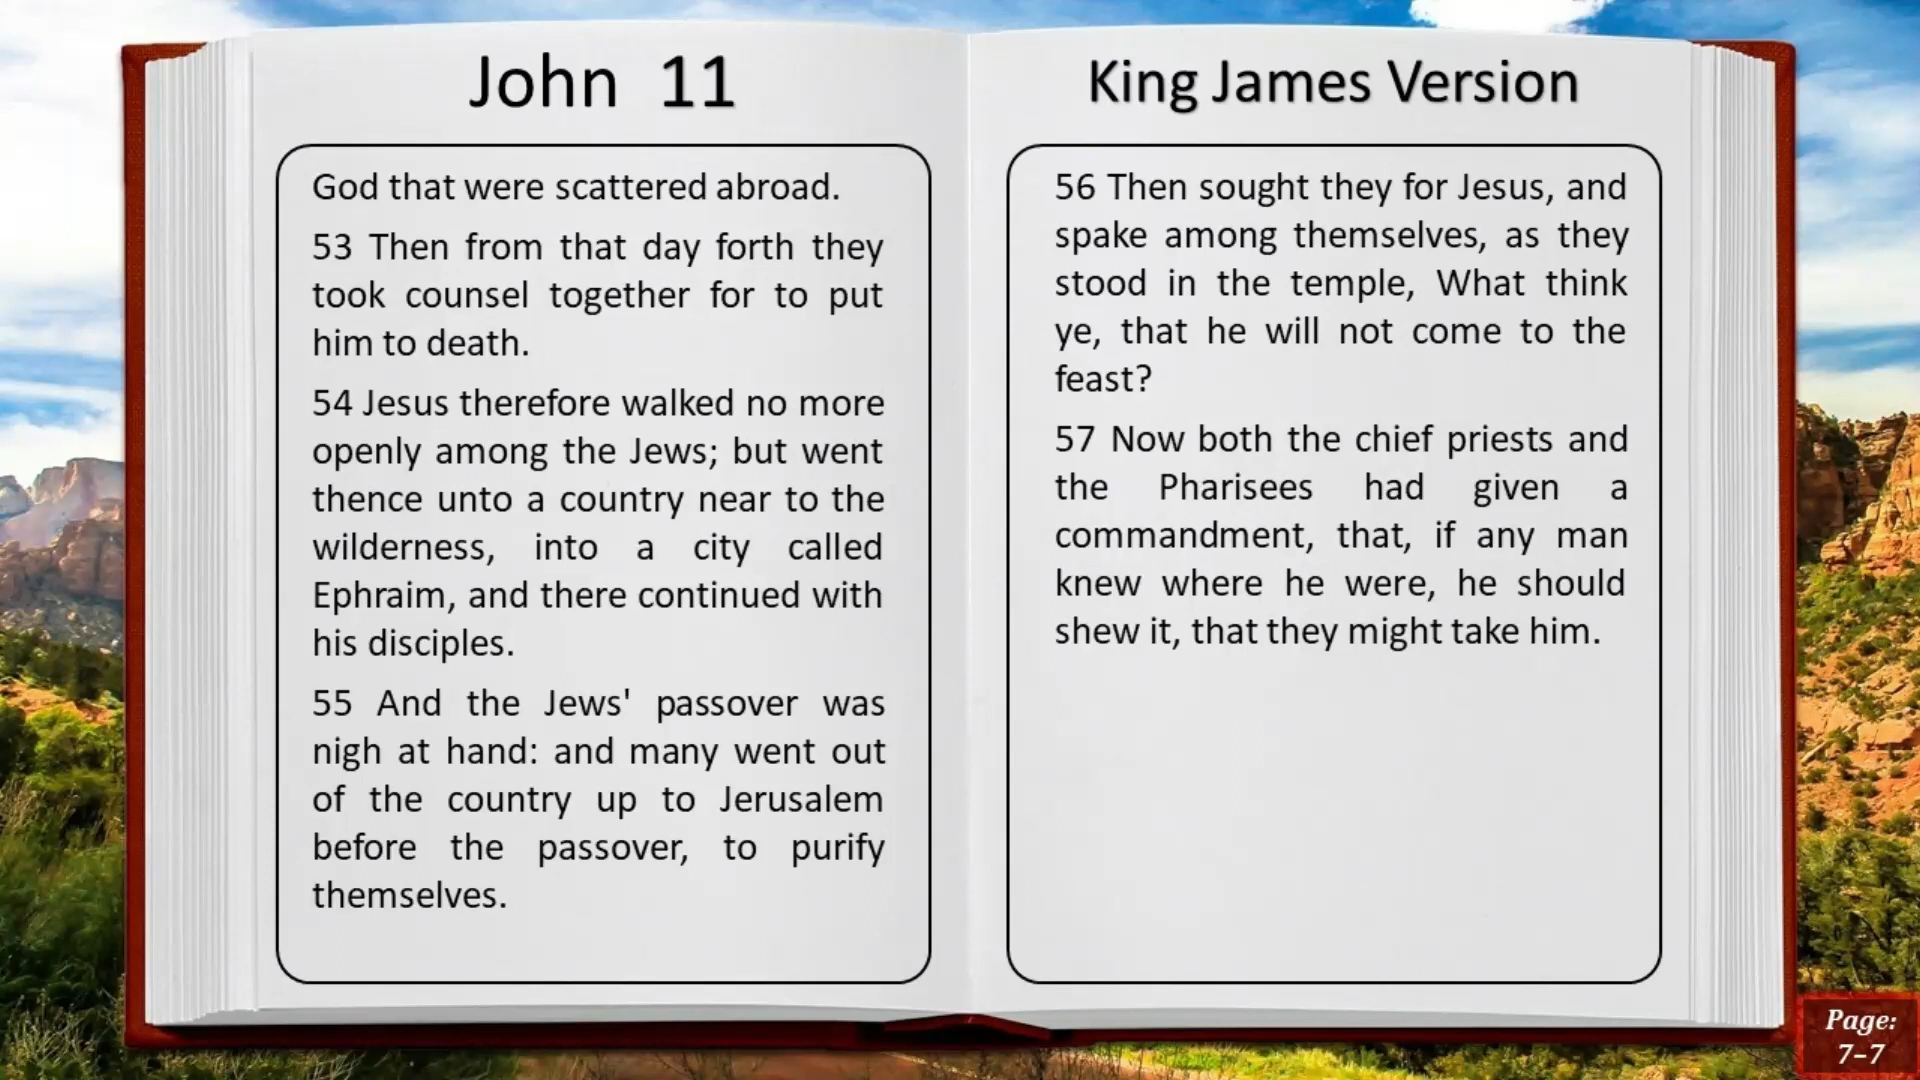 John 11
God that were scattered abroad.
53 Then from that day forth they
took counsel together for to put
him to death.
54 Jesus therefore walked no more
openly among the Jews; but went
thence unto a country near to the
wilderness, into a city called
Ephraim, and there continued with
his disciples.
55 And the Jews' passover was
nigh at hand: and many went out
of the country up to Jerusalem
before the passover, to purify
themselves.
King James Version
56 Then sought they for Jesus, and
spake among themselves, as they
stood in the temple, What think
ye, that he will not come to the
feast?
57 Now both the chief priests and
the Pharisees had given a
commandment, that, if any man
knew where he were, he should
shew it, that they might take him.
Page:
7-7